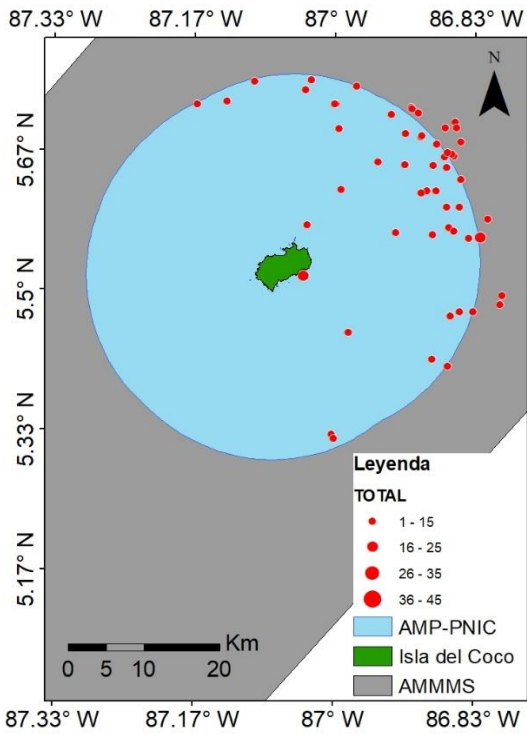 87.33° W 87.17° W 87° W 86.83° W
N
5.67° N
5.5° N
5.33° N
5.17° N
Leyenda
TOTAL
1 - 15
16 - 25
26 - 35
36 - 45
AMP-PNIC
Isla del Coco
AMMMS
Km
0 5 10 20
87.33° W 87.17° W 87° W 86.83° W